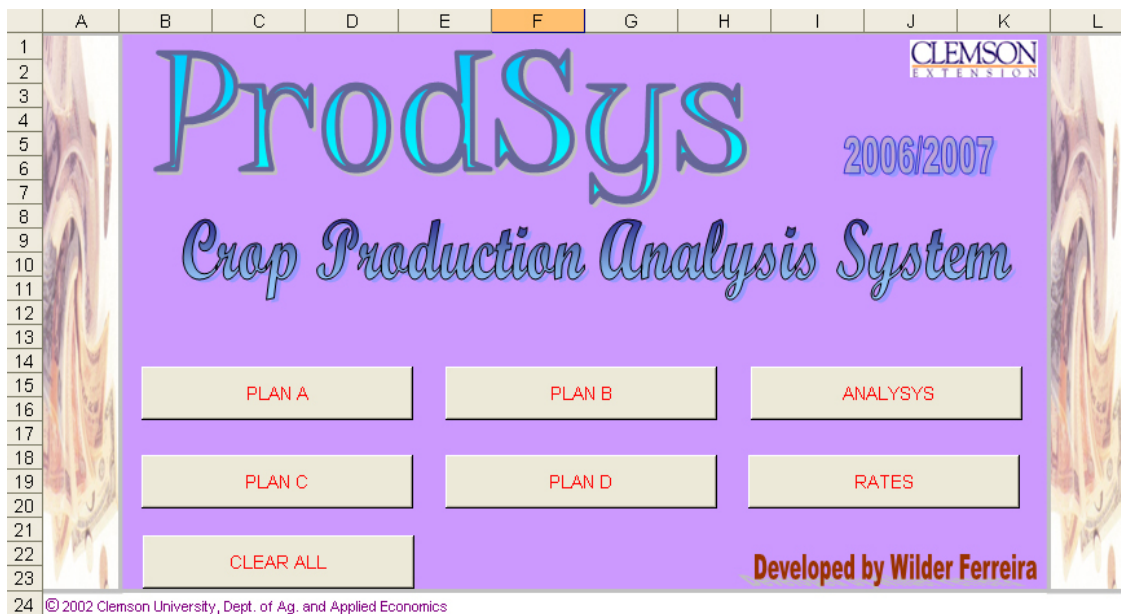 A B C D E F G H I J K L
1
2
3
4
5
6
7
8
9
10
11
12
13
14
15
16
17
18
19
20
21
22
23
24
ProdSys
CLEMSON
EXTENSION
2006/2007
Crop Production Analysis System
PLAN A PLAN B ANALYSYS
PLAN C PLAN D RATES
CLEAR ALL
Developed by Wilder Ferreira
© 2002 Clemson University, Dept. of Ag. and Applied Economics